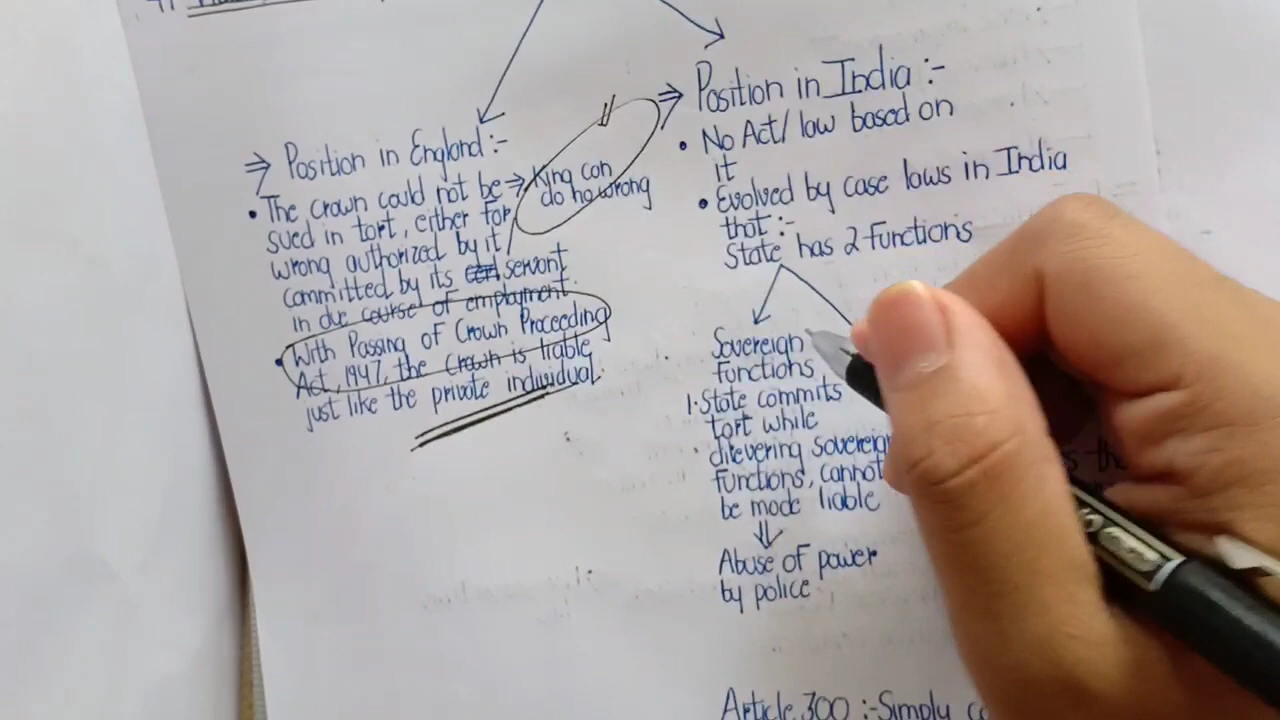 ⇒ Position in England :-
• The crown could not be ⇒ King can
do no wrong
sued in tort, either for
wrong authorized by it /
committed by its servant
in due course of employment.
• With Passing of Crown Proceeding
Act, 1947, the Crown is liable
just like the private individual.
⇒ Position in India :-
• No Act/ law based on
it
• Evolved by case laws in India
that :-
State has 2 Functions
Sovereign
Functions
1. State commits
tort while
dilevering Sovereign
functions, cannot
be made liable
⇓
Abuse of power
by police
Article 300 :- Simply